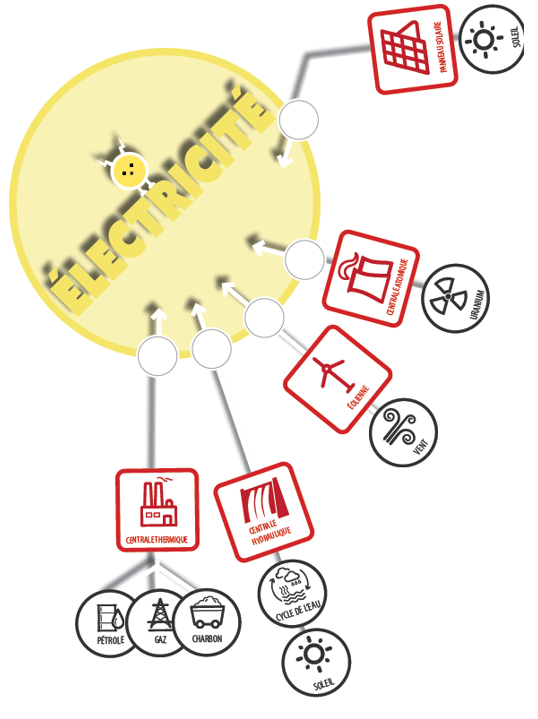 ÉLECTRICITÉ
PANNEAU SOLAIRE
SOLEIL
CENTRALE ATOMIQUE
URANIUM
ÉOLIENNE
VENT
CENTRALE THERMIQUE
PÉTROLE
GAZ
CHARBON
CENTRALE
HYDRAULIQUE
CYCLE DE L'EAU
SOLEIL